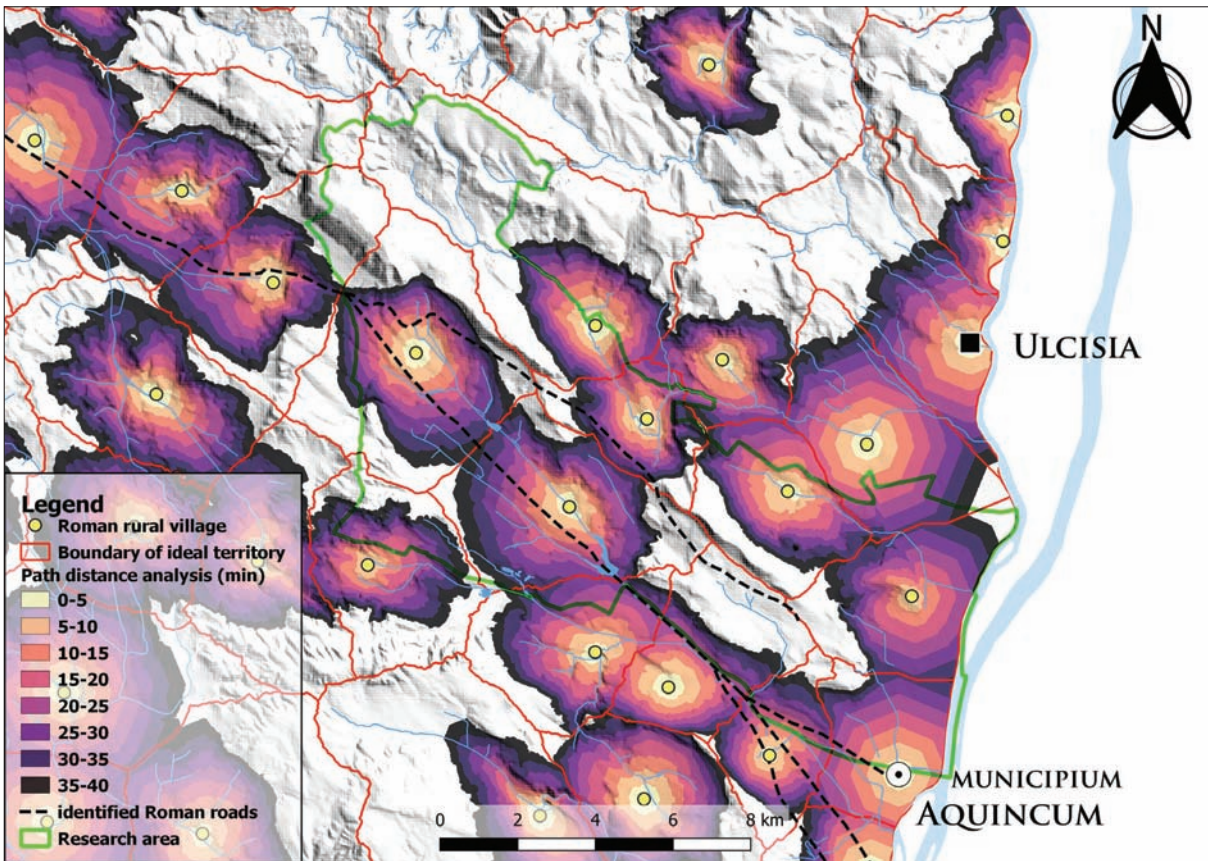 N
ULCISIA
Legend
Roman rural village
Boundary of ideal territory
Path distance analysis (min)
0-5
5-10
10-15
15-20
20-25
25-30
30-35
35-40
identified Roman roads
Research area
0 2 4 6 8 km
MUNICIPIUM
AQUINCUM